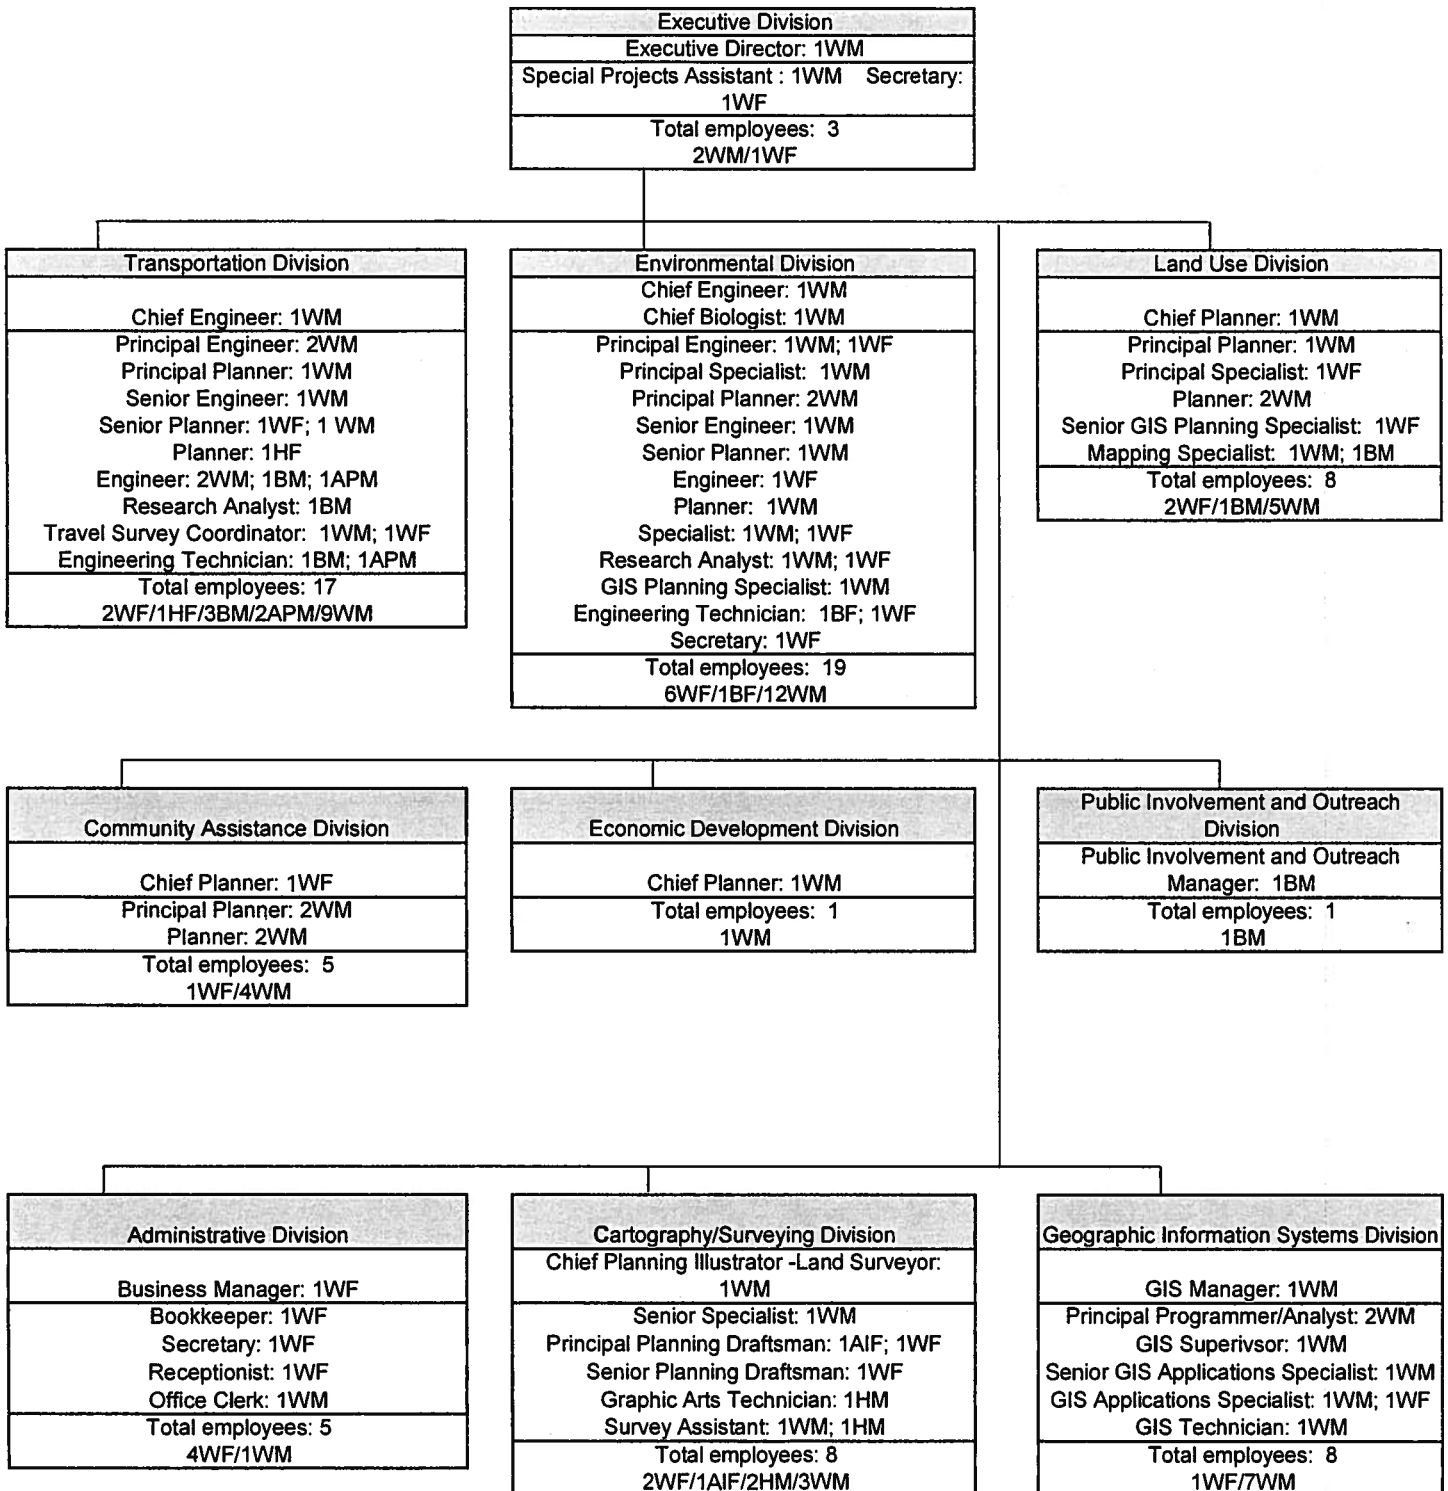 Executive Division
Executive Director: 1WM
Special Projects Assistant : 1WM Secretary:
1WF
Total employees: 3
2WM/1WF
Transportation Division
Chief Engineer: 1WM
Principal Engineer: 2WM
Principal Planner: 1WM
Senior Engineer: 1WM
Senior Planner: 1WF; 1 WM
Planner: 1HF
Engineer: 2WM; 1BM; 1APM
Research Analyst: 1BM
Travel Survey Coordinator: 1WM; 1WF
Engineering Technician: 1BM; 1APM
Total employees: 17
2WF/1HF/3BM/2APM/9WM
Environmental Division
Chief Engineer: 1WM
Chief Biologist: 1WM
Principal Engineer: 1WM; 1WF
Principal Specialist: 1WM
Principal Planner: 2WM
Senior Engineer: 1WM
Senior Planner: 1WM
Engineer: 1WF
Planner: 1WM
Specialist: 1WM; 1WF
Research Analyst: 1WM; 1WF
GIS Planning Specialist: 1WM
Engineering Technician: 1BF; 1WF
Secretary: 1WF
Total employees: 19
6WF/1BF/12WM
Land Use Division
Chief Planner: 1WM
Principal Planner: 1WM
Principal Specialist: 1WF
Planner: 2WM
Senior GIS Planning Specialist: 1WF
Mapping Specialist: 1WM; 1BM
Total employees: 8
2WF/1BM/5WM
Community Assistance Division
Chief Planner: 1WF
Principal Planner: 2WM
Planner: 2WM
Total employees: 5
1WF/4WM
Economic Development Division
Chief Planner: 1WM
Total employees: 1
1WM
Public Involvement and Outreach
Division
Public Involvement and Outreach
Manager: 1BM
Total employees: 1
1BM
Administrative Division
Business Manager: 1WF
Bookkeeper: 1WF
Secretary: 1WF
Receptionist: 1WF
Office Clerk: 1WM
Total employees: 5
4WF/1WM
Cartography/Surveying Division
Chief Planning Illustrator -Land Surveyor:
1WM
Senior Specialist: 1WM
Principal Planning Draftsman: 1AIF; 1WF
Senior Planning Draftsman: 1WF
Graphic Arts Technician: 1HM
Survey Assistant: 1WM; 1HM
Total employees: 8
2WF/1AIF/2HM/3WM
Geographic Information Systems Division
GIS Manager: 1WM
Principal Programmer/Analyst: 2WM
GIS Superivsor: 1WM
Senior GIS Applications Specialist: 1WM
GIS Applications Specialist: 1WM; 1WF
GIS Technician: 1WM
Total employees: 8
1WF/7WM